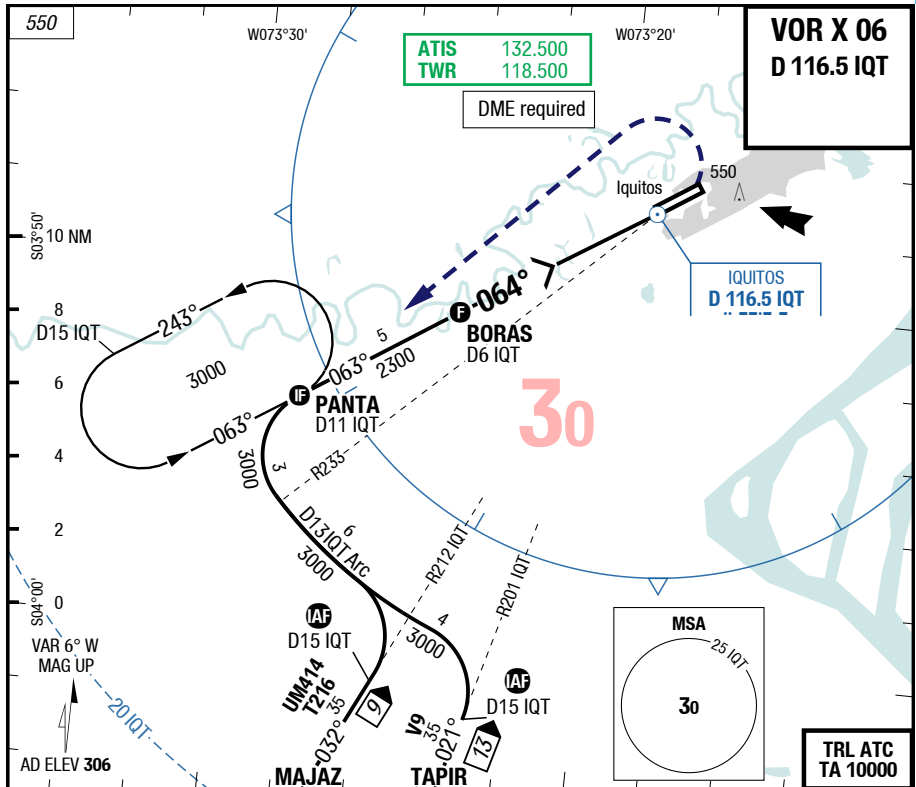 550
W073°30'
W073°20'
ATIS 132.500
TWR 118.500
DME required
VOR X 06
D 116.5 IQT
S03°50'
10 NM
8
6
4
2
0
S04°00'
Iquitos
550
IQUITOS
D 116.5 IQT
D15 IQT
243°
3000
063°
IF
PANTA
D11 IQT
063°
5
2300
F
BORAS
D6 IQT
064°
30
3
3000
R233
D13 IQT Arc
6
3000
R212 IQT
R201 IQT
4
3000
IAF
D15 IQT
IAF
D15 IQT
UM414
T216
35
032°
9
MAJAZ
V9
35
021°
13
TAPIR
VAR 6° W
MAG UP
20 IQT
AD ELEV 306
MSA
25 IQT
30
TRL ATC
TA 10000